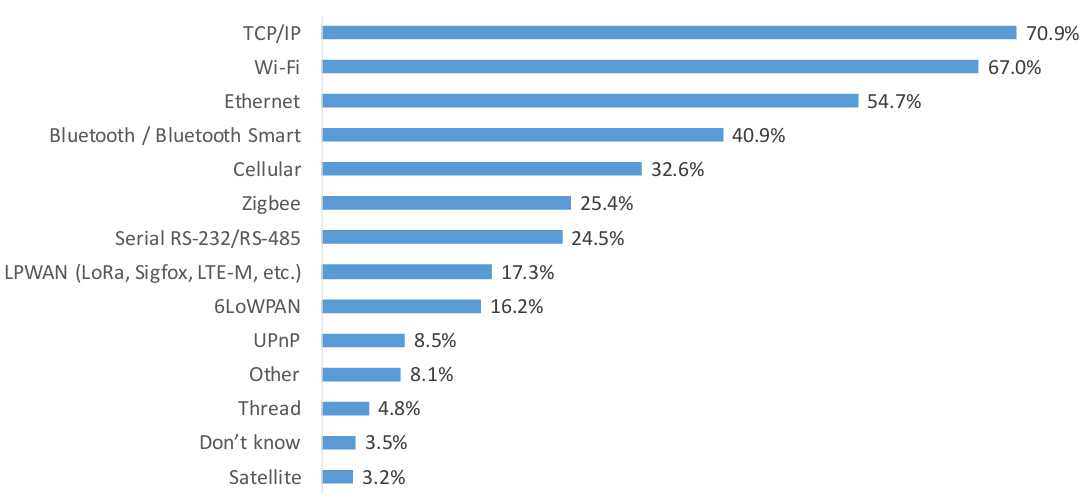 TCP/IP 70.9%
Wi-Fi 67.0%
Ethernet 54.7%
Bluetooth / Bluetooth Smart 40.9%
Cellular 32.6%
Zigbee 25.4%
Serial RS-232/RS-485 24.5%
LPWAN (LoRa, Sigfox, LTE-M, etc.) 17.3%
6LoWPAN 16.2%
UPnP 8.5%
Other 8.1%
Thread 4.8%
Don’t know 3.5%
Satellite 3.2%